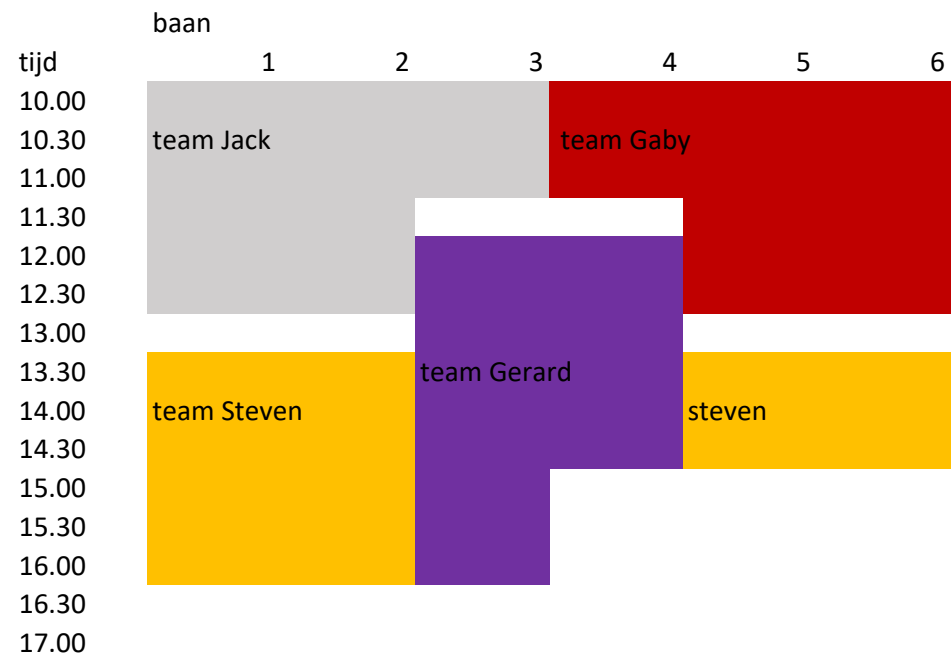 baan
tijd 1 2 3 4 5 6
10.00
10.30 team Jack team Gaby
11.00
11.30
12.00
12.30
13.00
13.30 team Gerard
14.00 team Steven steven
14.30
15.00
15.30
16.00
16.30
17.00